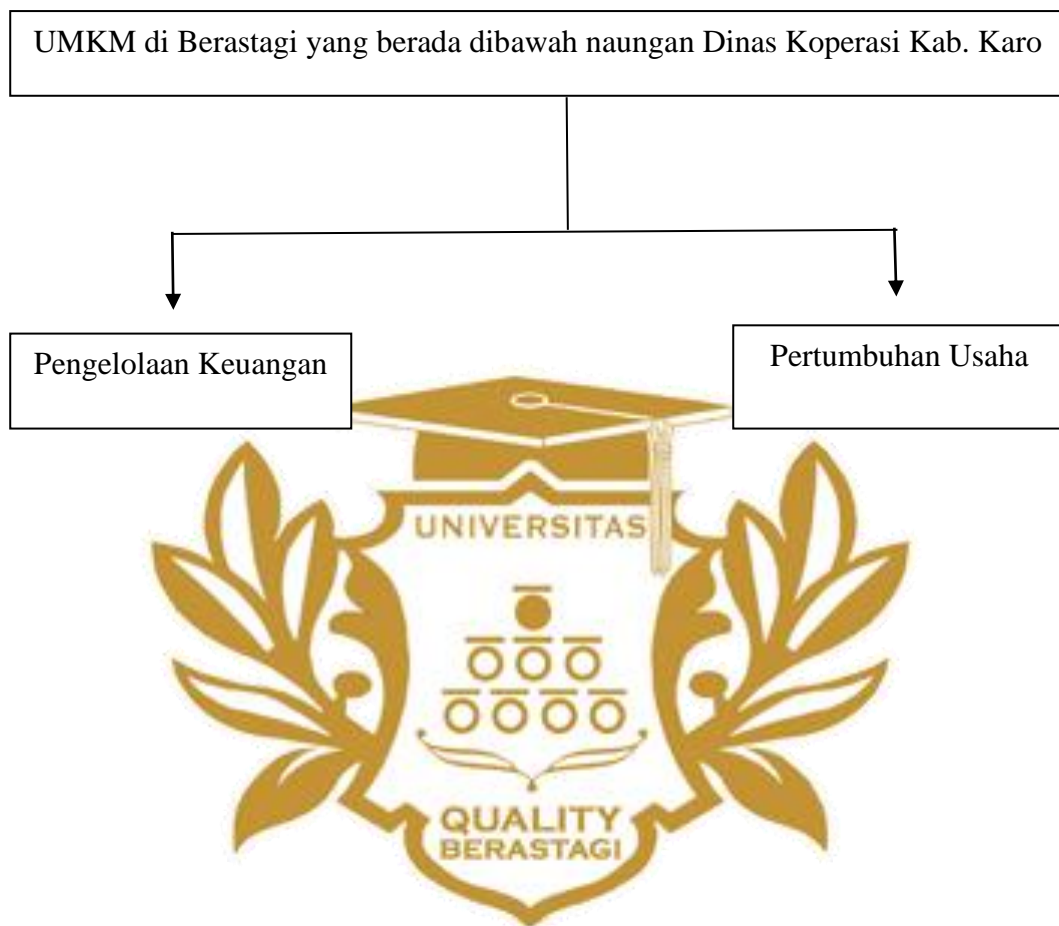 UMKM di Berastagi yang berada dibawah naungan Dinas Koperasi Kab. Karo
Pengelolaan Keuangan
Pertumbuhan Usaha
UNIVERSITAS
QUALITY
BERASTAGI